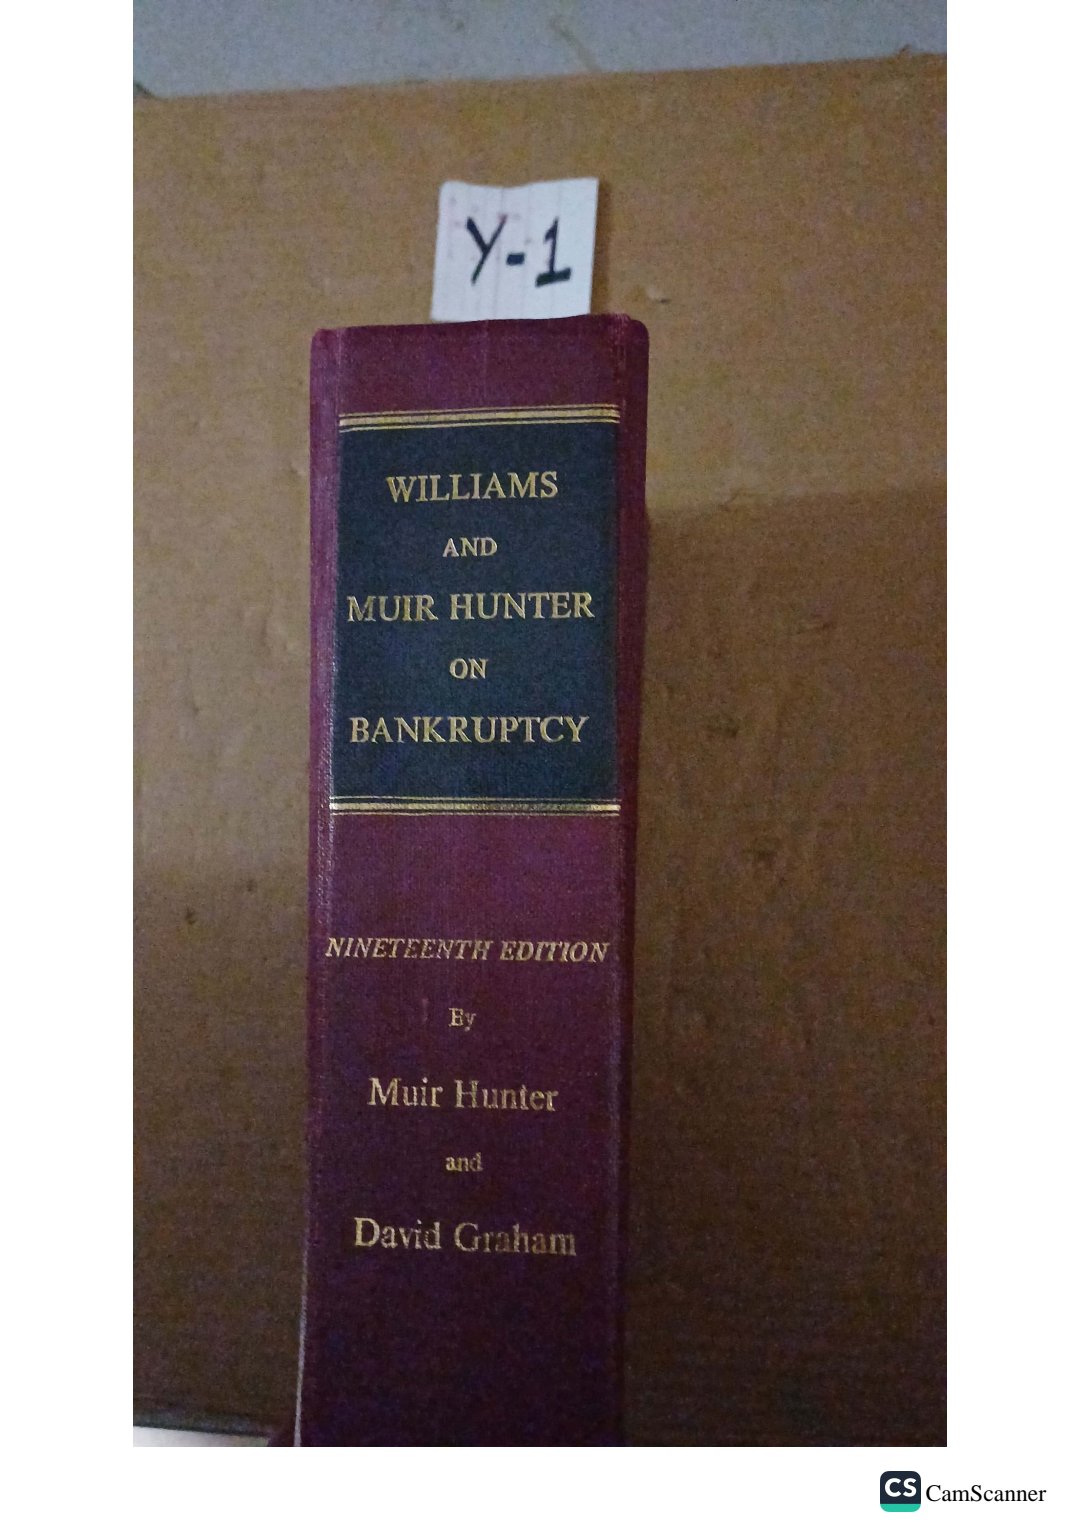 Y-1
WILLIAMS
AND
MUIR HUNTER
ON
BANKRUPTCY
NINETEENTH EDITION
By
Muir Hunter
and
David Graham
CS CamScanner